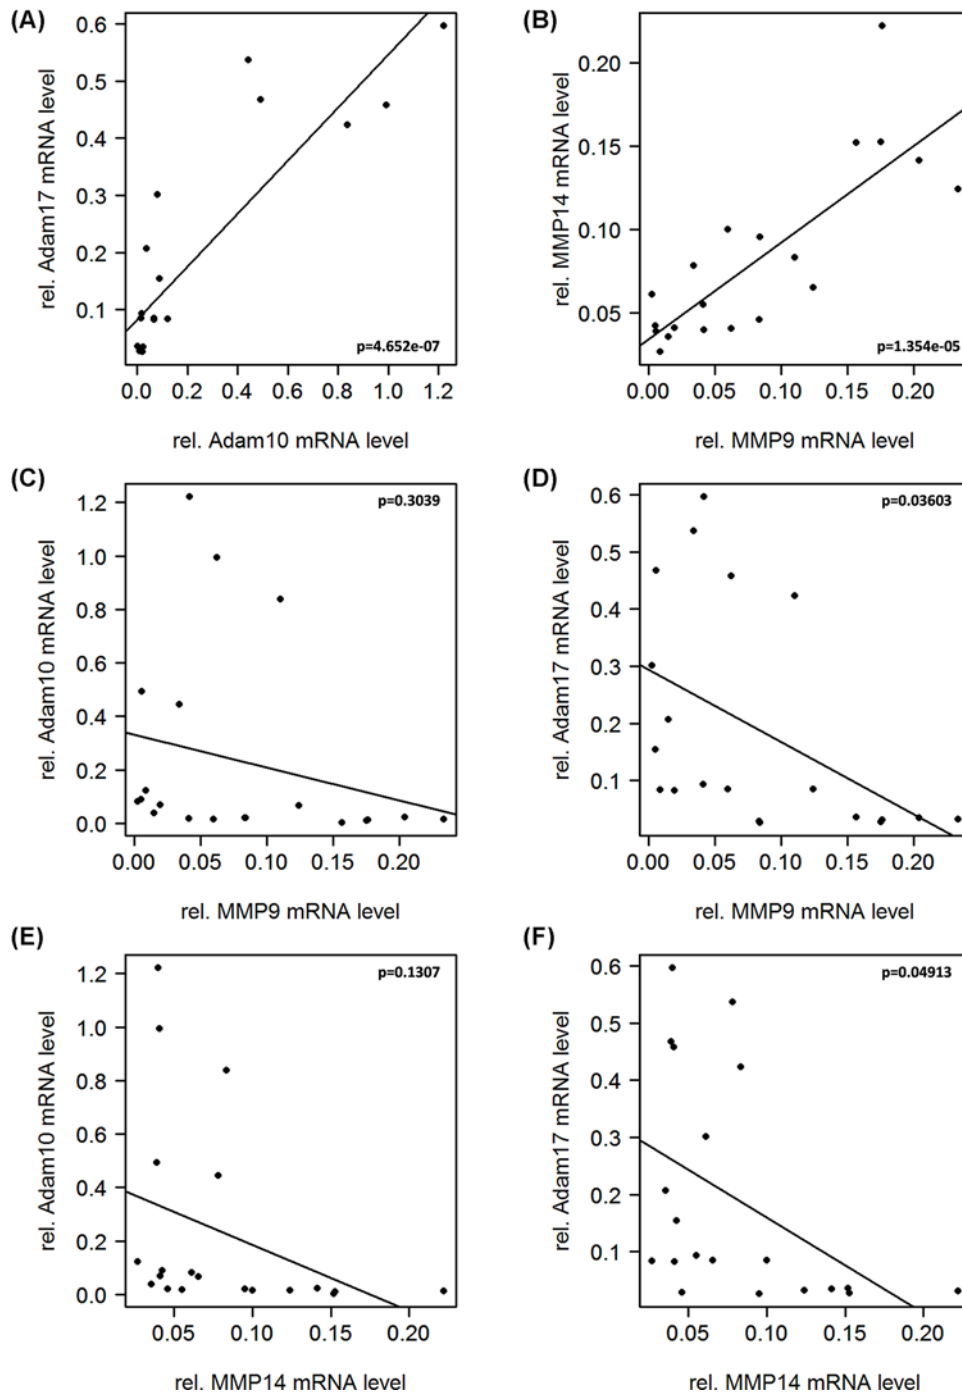 (A)
rel. Adam17 mRNA level
0.6
0.5
0.4
0.3
0.2
0.1
p=4.652e-07
0.0 0.2 0.4 0.6 0.8 1.0 1.2
rel. Adam10 mRNA level
(B)
rel. MMP14 mRNA level
0.20
0.15
0.10
0.05
p=1.354e-05
0.00 0.05 0.10 0.15 0.20
rel. MMP9 mRNA level
(C)
rel. Adam10 mRNA level
p=0.3039
1.2
1.0
0.8
0.6
0.4
0.2
0.0
0.00 0.05 0.10 0.15 0.20
rel. MMP9 mRNA level
(D)
rel. Adam17 mRNA level
p=0.03603
0.6
0.5
0.4
0.3
0.2
0.1
0.00 0.05 0.10 0.15 0.20
rel. MMP9 mRNA level
(E)
rel. Adam10 mRNA level
p=0.1307
1.2
1.0
0.8
0.6
0.4
0.2
0.0
0.05 0.10 0.15 0.20
rel. MMP14 mRNA level
(F)
rel. Adam17 mRNA level
p=0.04913
0.6
0.5
0.4
0.3
0.2
0.1
0.05 0.10 0.15 0.20
rel. MMP14 mRNA level